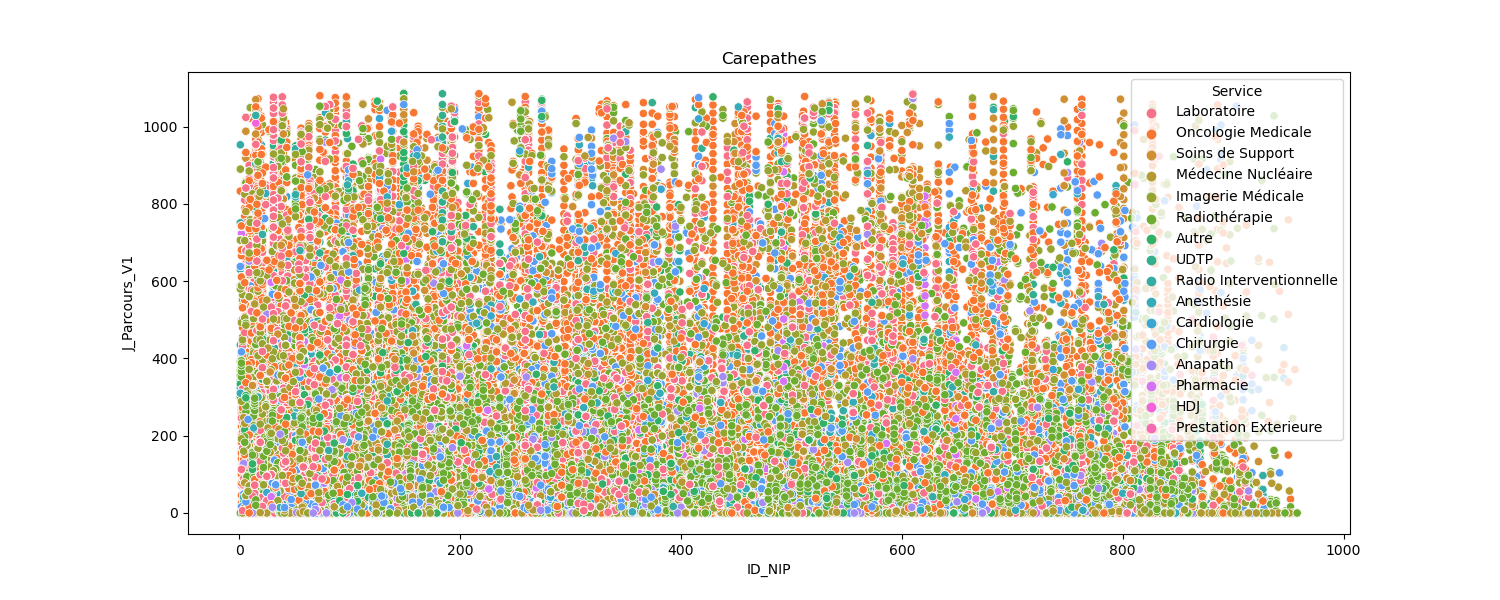 Carepathes
J_Parcours_V1
1000
800
600
400
200
0
0 200 400 600 800 1000
ID_NIP
Service
Laboratoire
Oncologie Medicale
Soins de Support
Médecine Nucléaire
Imagerie Médicale
Radiothérapie
Autre
UDTP
Radio Interventionnelle
Anesthésie
Cardiologie
Chirurgie
Anapath
Pharmacie
HDJ
Prestation Exterieure